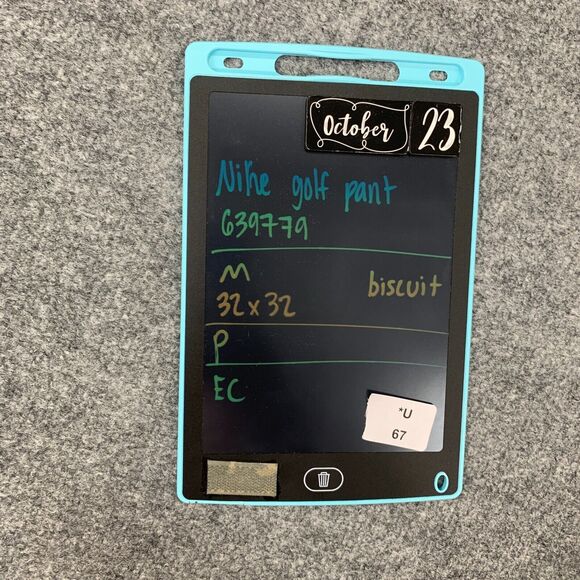 October 23
Nike golf pant
639779
M
32x32 biscuit
P
EC
*U
67